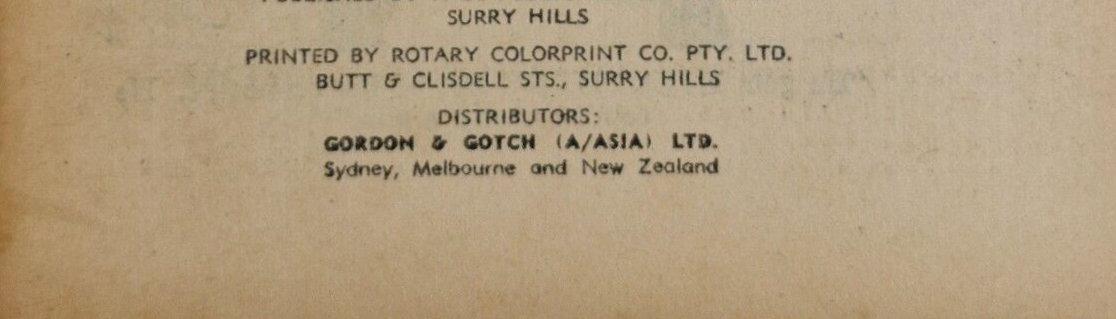 SURRY HILLS
PRINTED BY ROTARY COLORPRINT CO. PTY. LTD.
BUTT & CLISDELL STS., SURRY HILLS
DISTRIBUTORS:
GORDON & GOTCH (A/ASIA) LTD.
Sydney, Melbourne and New Zealand